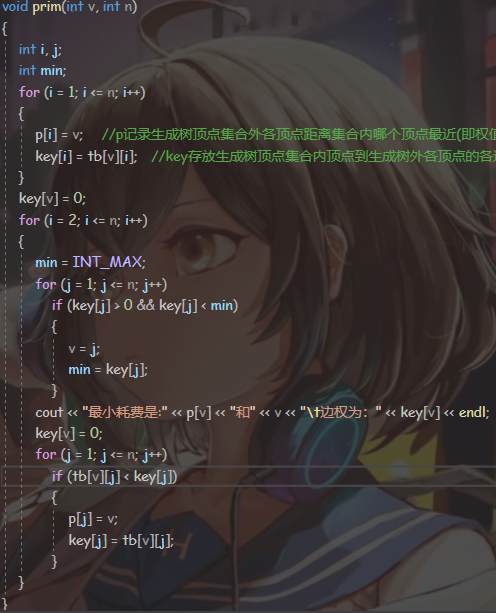 void prim(int v, int n)
{
int i, j;
int min;
for (i = 1; i <= n; i++)
{
p[i] = v; //p记录生成树顶点集合外各顶点距离集合内哪个顶点最近(即权值
key[i] = tb[v][i]; //key存放生成树顶点集合内顶点到生成树外各顶点的各
}
key[v] = 0;
for (i = 2; i <= n; i++)
{
min = INT_MAX;
for (j = 1; j <= n; j++)
if (key[j] > 0 && key[j] < min)
{
v = j;
min = key[j];
}
cout << "最小耗费是:" << p[v] << "和" << v << "\t边权为：" << key[v] << endl;
key[v] = 0;
for (j = 1; j <= n; j++)
if (tb[v][j] < key[j])
{
p[j] = v;
key[j] = tb[v][j];
}
}
}